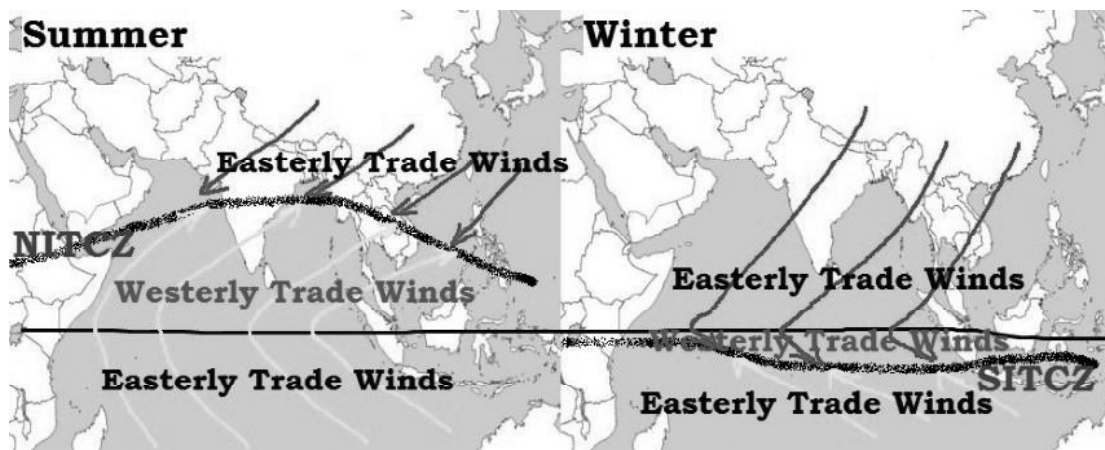 Summer
Easterly Trade Winds
NITCZ
Westerly Trade Winds
Easterly Trade Winds
Winter
Easterly Trade Winds
Westerly Trade Winds
SITCZ
Easterly Trade Winds